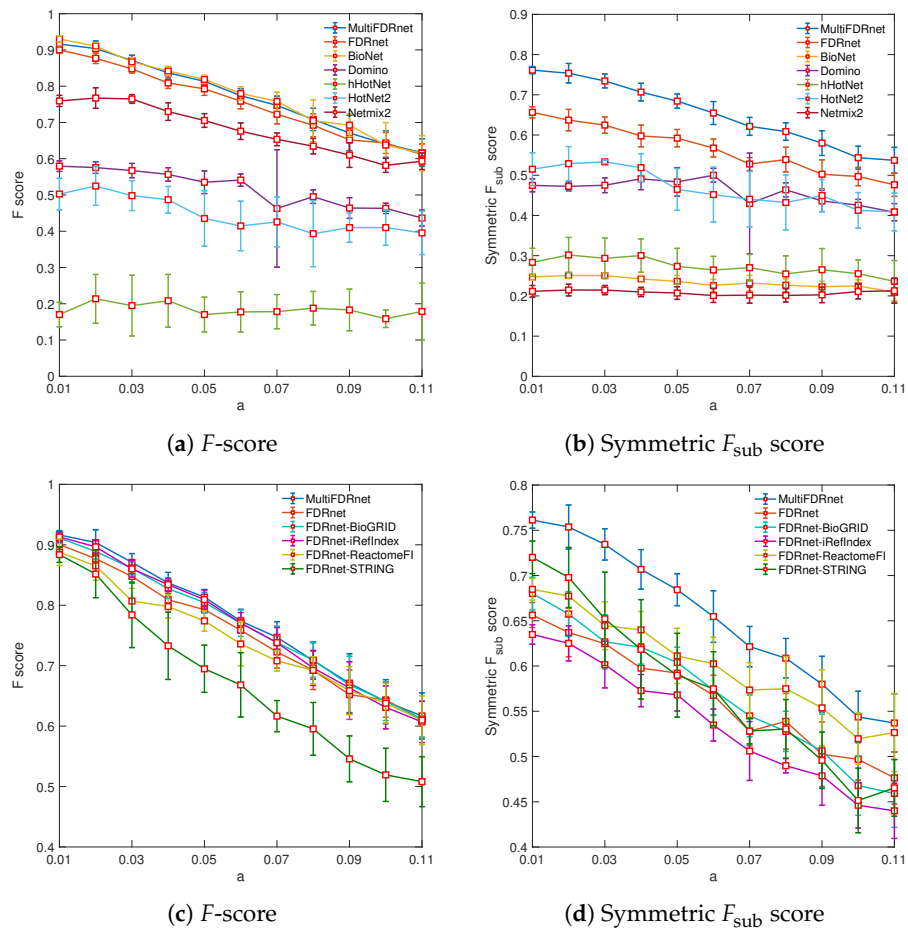 1
0.9
0.8
0.7
0.6
0.5
0.4
0.3
0.2
0.1
0
F score
0.01 0.03 0.05 0.07 0.09 0.11
a
MultiFDRnet
FDRnet
BioNet
Domino
hHotNet
HotNet2
Netmix2
(a) F-score
0.9
0.8
0.7
0.6
0.5
0.4
0.3
0.2
0.1
0
Symmetric Fsub score
0.01 0.03 0.05 0.07 0.09 0.11
a
MultiFDRnet
FDRnet
BioNet
Domino
hHotNet
HotNet2
Netmix2
(b) Symmetric Fsub score
1
0.9
0.8
0.7
0.6
0.5
0.4
F score
0.01 0.03 0.05 0.07 0.09 0.11
a
MultiFDRnet
FDRnet
FDRnet-BioGRID
FDRnet-iRefIndex
FDRnet-ReactomeFI
FDRnet-STRING
(c) F-score
0.8
0.75
0.7
0.65
0.6
0.55
0.5
0.45
0.4
Symmetric Fsub score
0.01 0.03 0.05 0.07 0.09 0.11
a
MultiFDRnet
FDRnet
FDRnet-BioGRID
FDRnet-iRefIndex
FDRnet-ReactomeFI
FDRnet-STRING
(d) Symmetric Fsub score